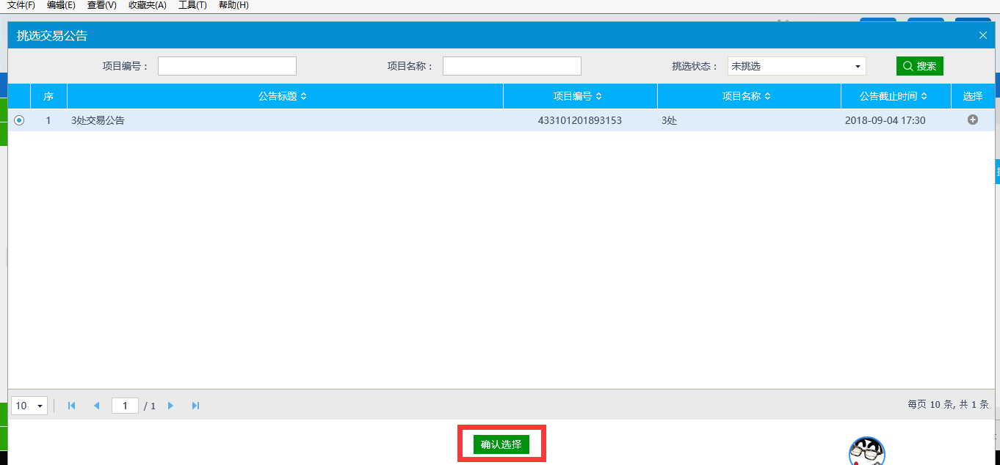 文件(F) 编辑(E) 查看(V) 收藏夹(A) 工具(T) 帮助(H)
挑选交易公告
项目编号： 项目名称： 挑选状态： 未挑选 搜索
序 公告标题 项目编号 项目名称 公告截止时间 选择
1 3处交易公告 433101201893153 3处 2018-09-04 17:30
10 1 / 1 每页 10 条, 共 1 条
确认选择